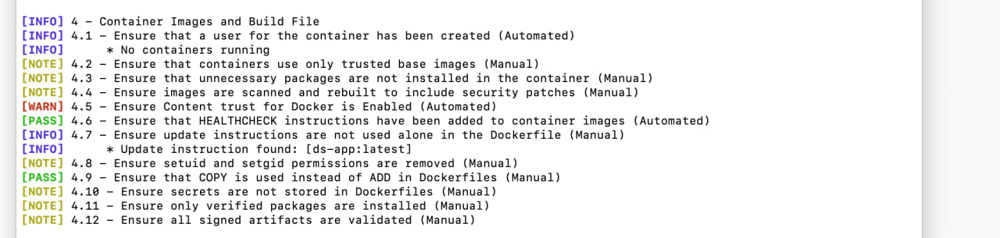 [INFO] 4 - Container Images and Build File
[INFO] 4.1 - Ensure that a user for the container has been created (Automated)
[INFO]      * No containers running
[NOTE] 4.2 - Ensure that containers use only trusted base images (Manual)
[NOTE] 4.3 - Ensure that unnecessary packages are not installed in the container (Manual)
[NOTE] 4.4 - Ensure images are scanned and rebuilt to include security patches (Manual)
[WARN] 4.5 - Ensure Content trust for Docker is Enabled (Automated)
[PASS] 4.6 - Ensure that HEALTHCHECK instructions have been added to container images (Automated)
[INFO] 4.7 - Ensure update instructions are not used alone in the Dockerfile (Manual)
[INFO]      * Update instruction found: [ds-app:latest]
[NOTE] 4.8 - Ensure setuid and setgid permissions are removed (Manual)
[PASS] 4.9 - Ensure that COPY is used instead of ADD in Dockerfiles (Manual)
[NOTE] 4.10 - Ensure secrets are not stored in Dockerfiles (Manual)
[NOTE] 4.11 - Ensure only verified packages are installed (Manual)
[NOTE] 4.12 - Ensure all signed artifacts are validated (Manual)